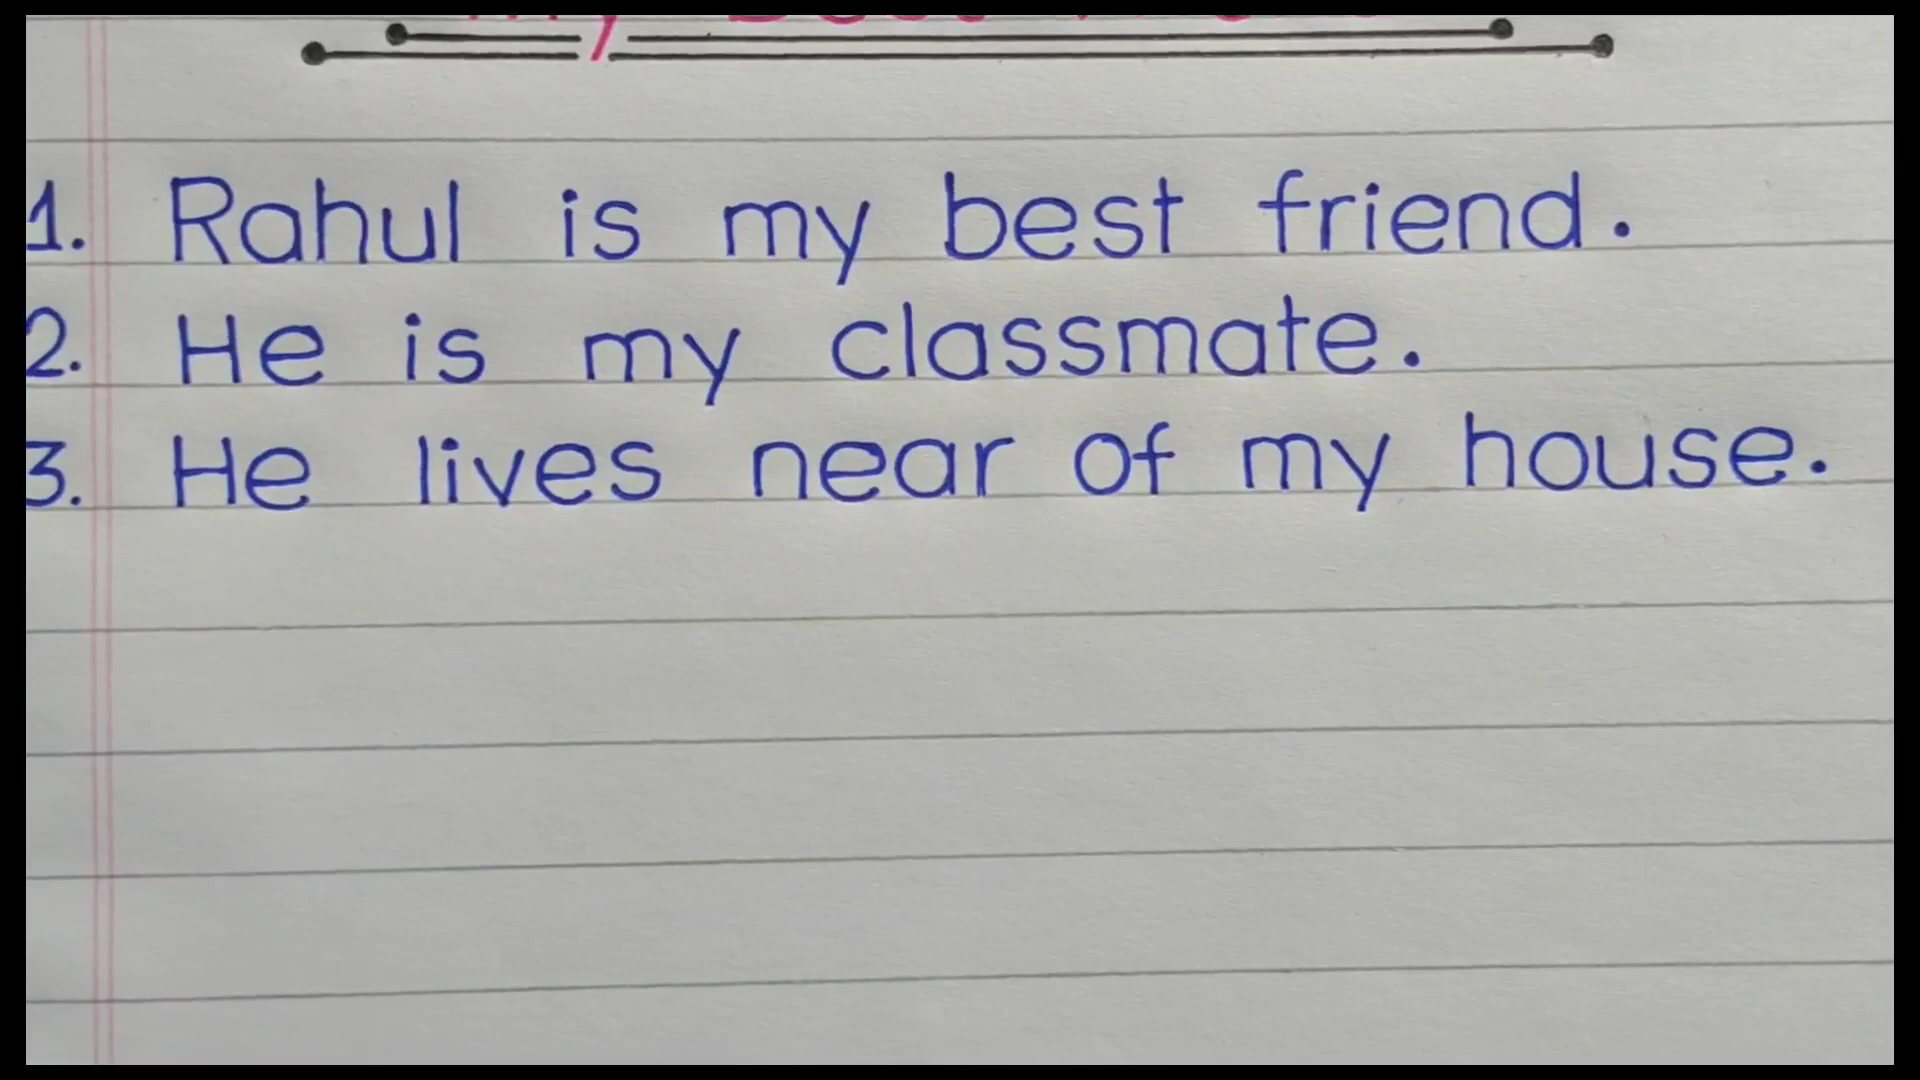 1. Rahul is my best friend.
2. He is my classmate.
3. He lives near of my house.